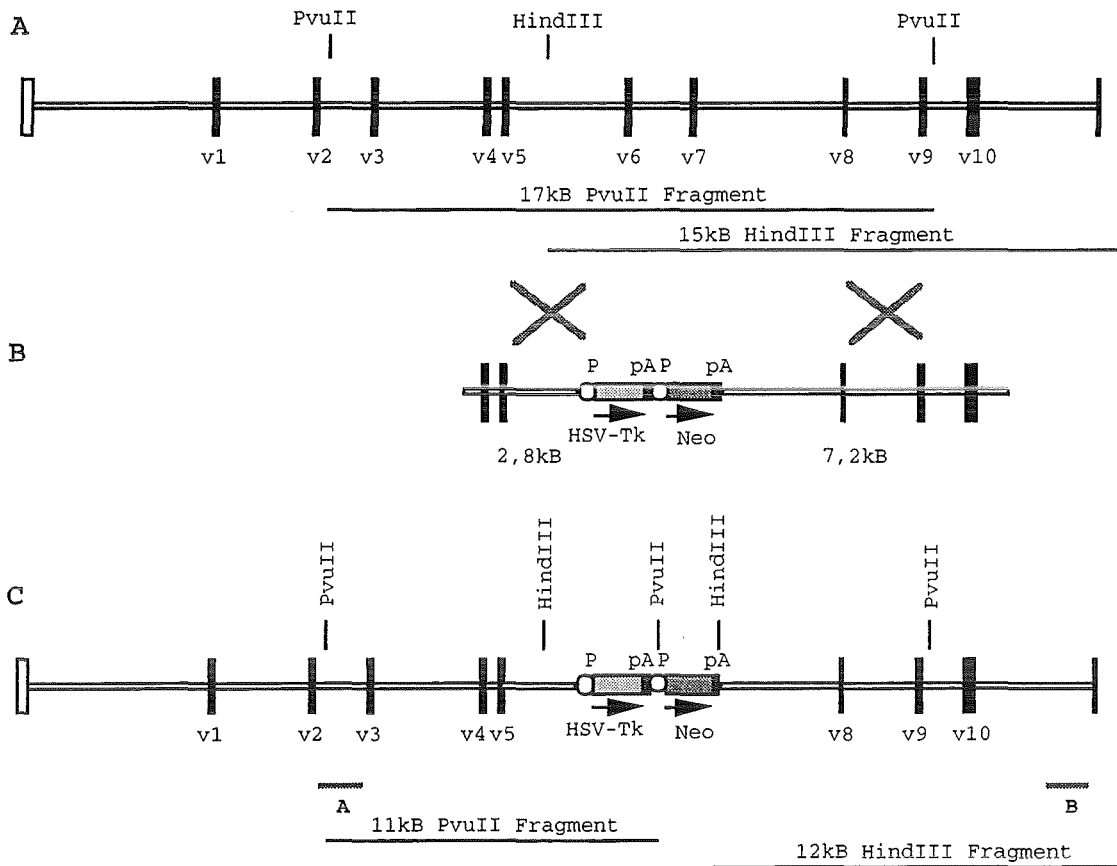 A
PvuII HindIII PvuII
v1 v2 v3 v4 v5 v6 v7 v8 v9 v10
17kB PvuII Fragment
15kB HindIII Fragment
B
P pA P pA
HSV-Tk Neo
2,8kB 7,2kB
C
PvuII HindIII PvuII HindIII PvuII
P pA P pA
HSV-Tk Neo
v1 v2 v3 v4 v5 v8 v9 v10
A B
11kB PvuII Fragment
12kB HindIII Fragment